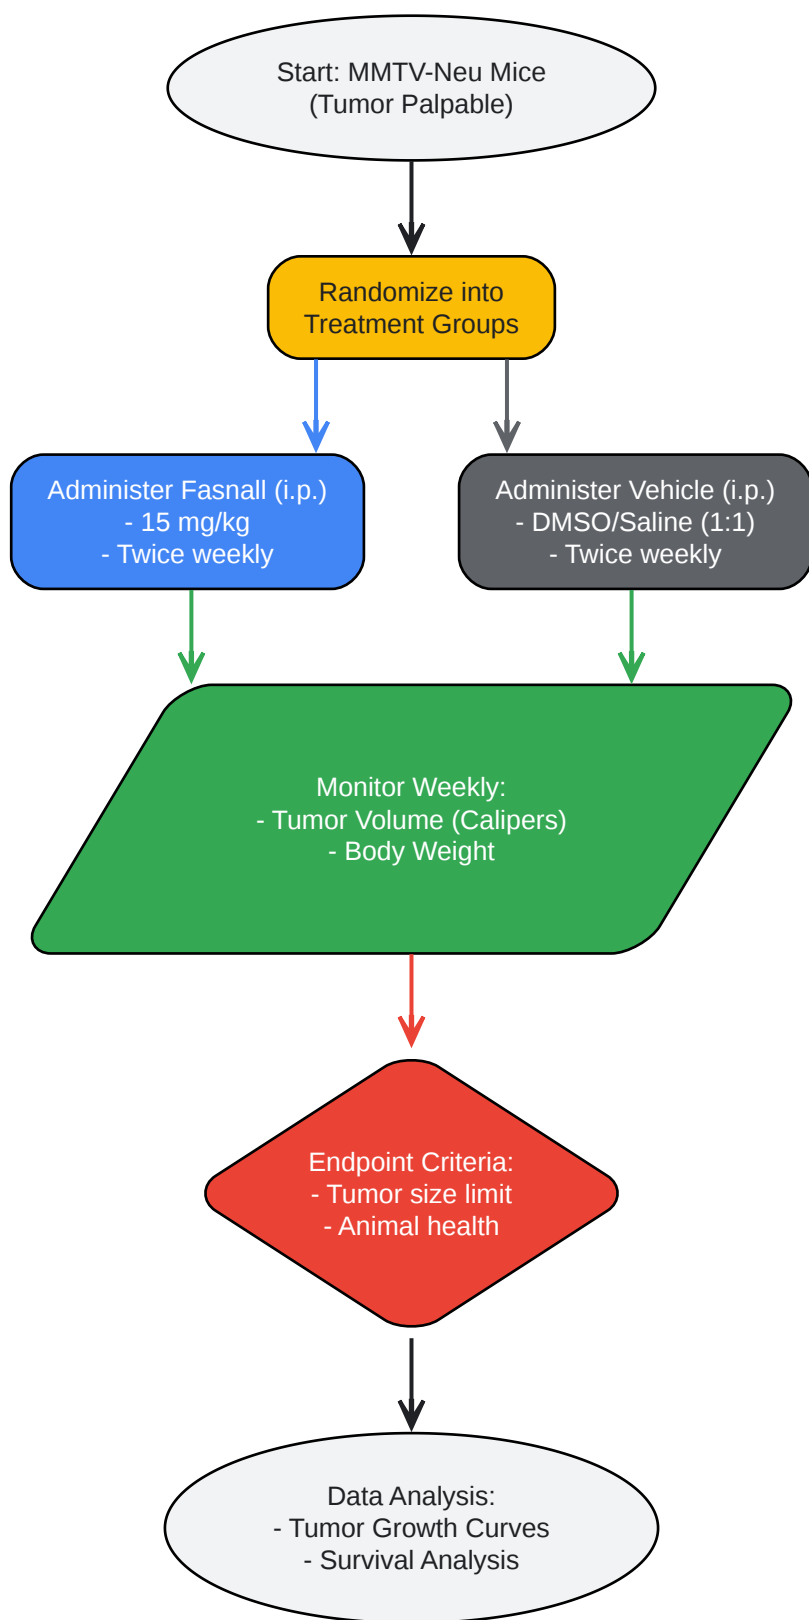 Start: MMTV-Neu Mice
(Tumor Palpable)
Randomize into
Treatment Groups
Administer Fasnall (i.p.)
- 15 mg/kg
- Twice weekly
Administer Vehicle (i.p.)
- DMSO/Saline (1:1)
- Twice weekly
Monitor Weekly:
- Tumor Volume (Calipers)
- Body Weight
Endpoint Criteria:
- Tumor size limit
- Animal health
Data Analysis:
- Tumor Growth Curves
- Survival Analysis